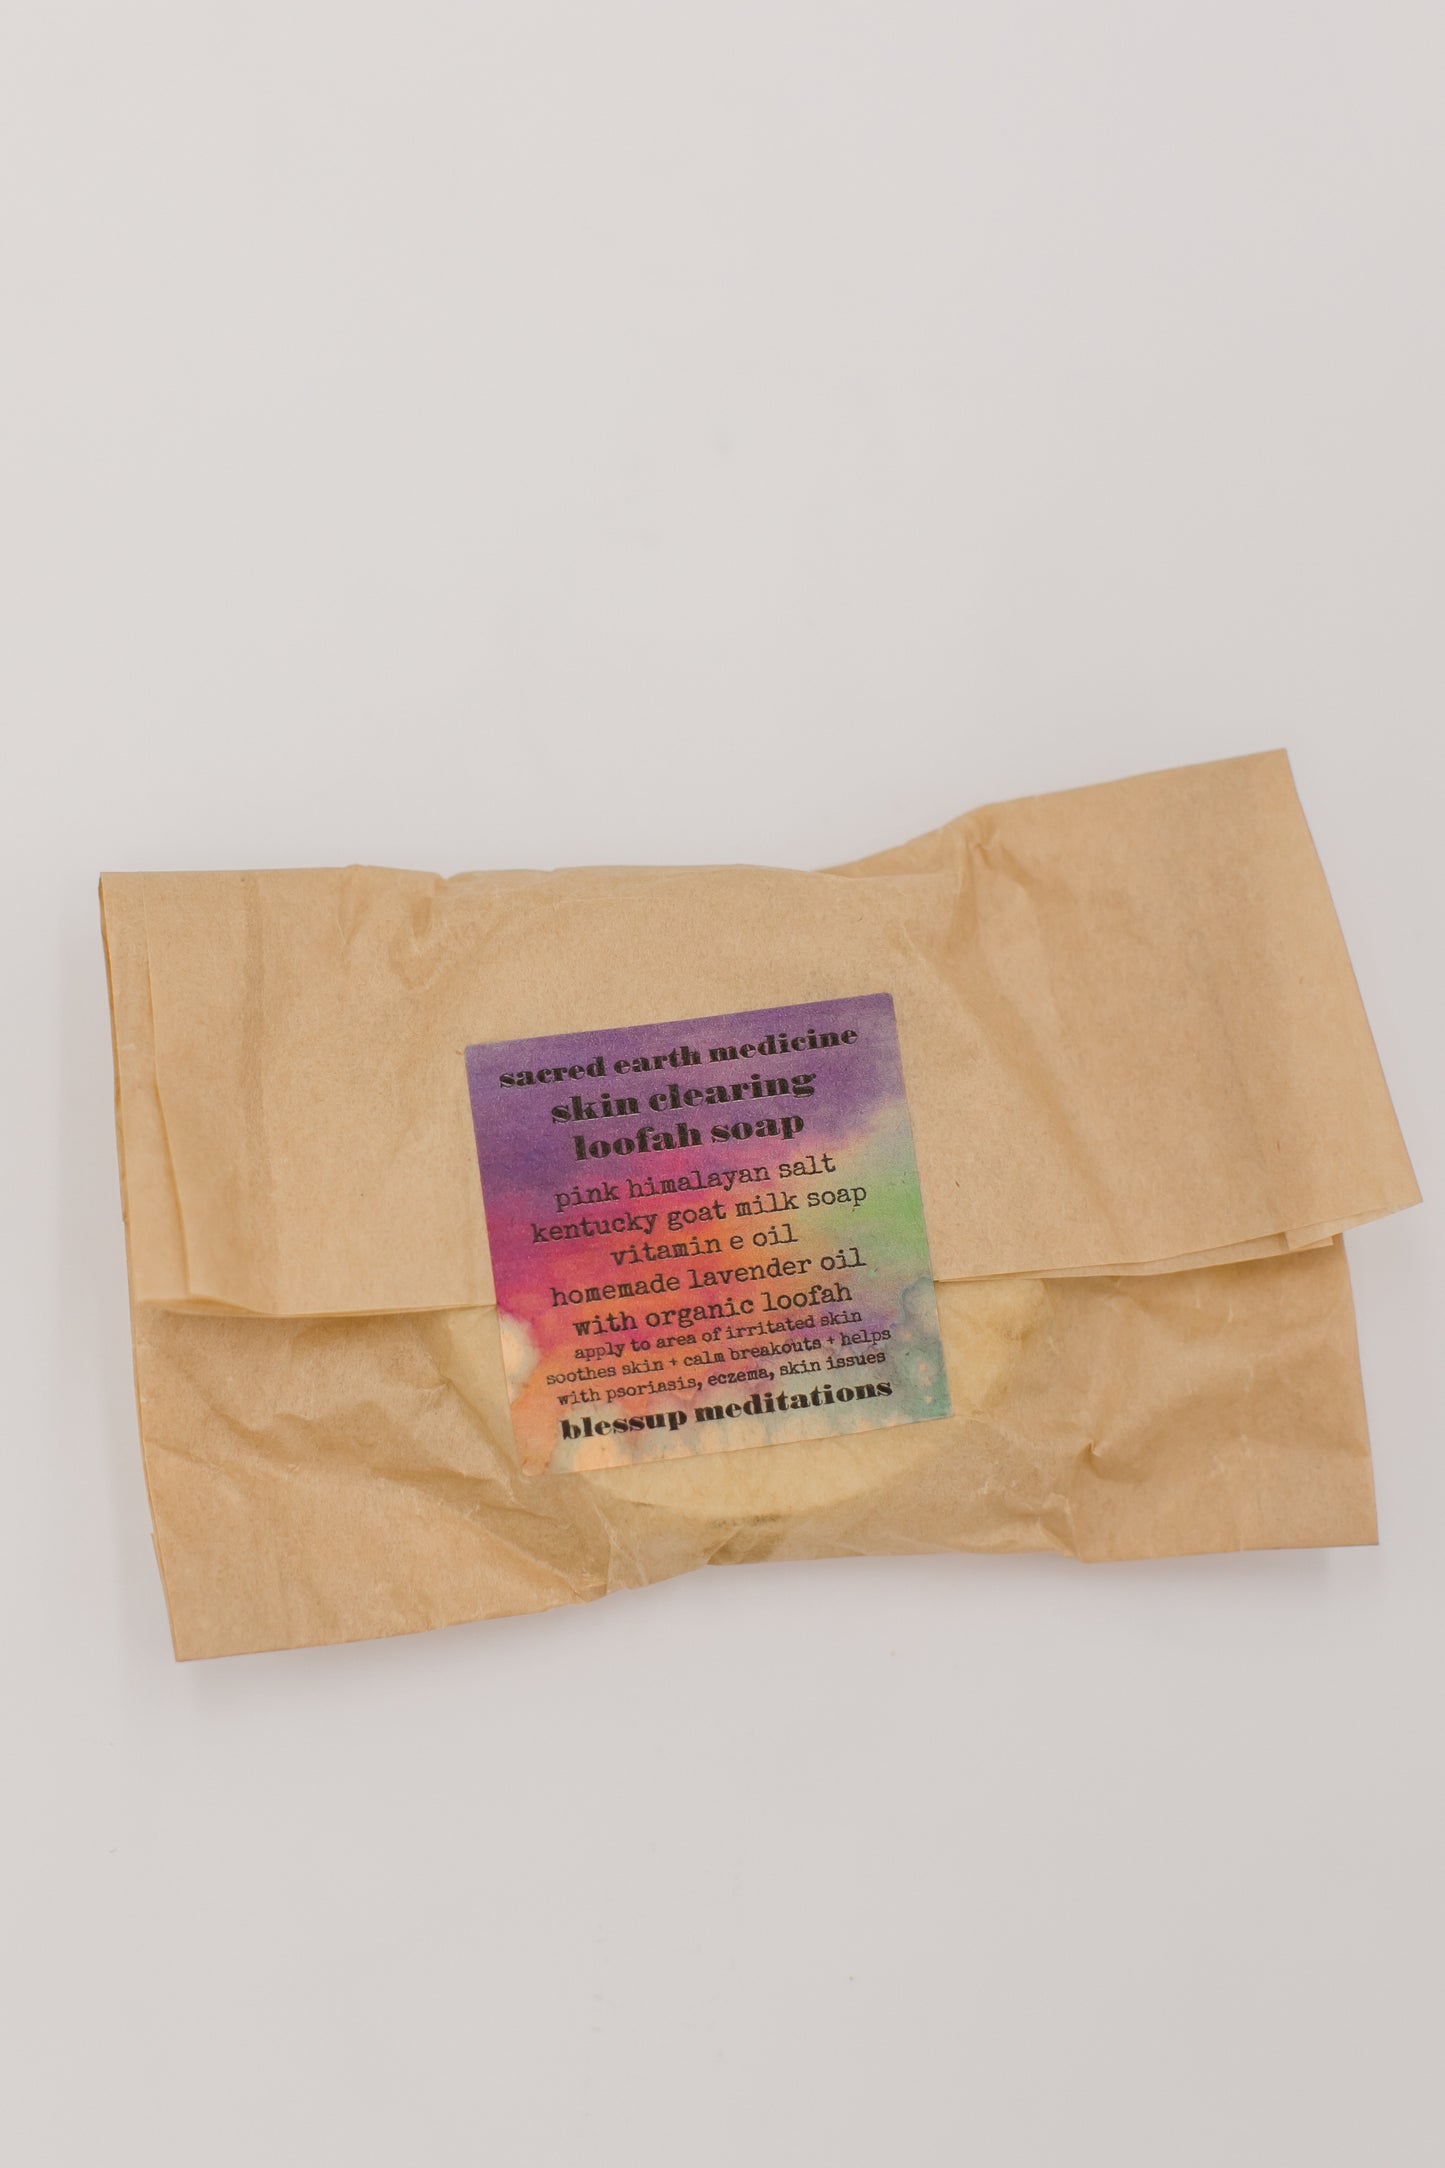 sacred earth medicine
skin clearing
loofah soap
pink himalayan salt
kentucky goat milk soap
vitamin e oil
homemade lavender oil
with organic loofah
apply to area of irritated skin
soothes skin + calm breakouts + helps
with psoriasis, eczema, skin issues
blessup meditations